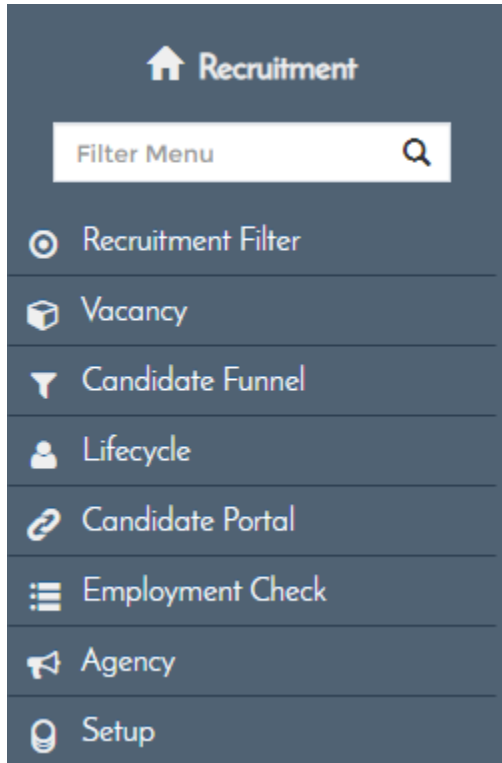 Recruitment
Filter Menu
Recruitment Filter
Vacancy
Candidate Funnel
Lifecycle
Candidate Portal
Employment Check
Agency
Setup